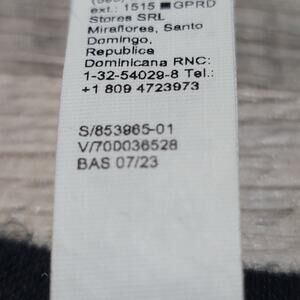 ext.: 1515 ■GPRD
Stores SRL
Miraflores, Santo
Domingo,
Republica
Dominicana RNC:
1-32-54029-8 Tel.:
+1 809 4723973
S/853965-01
V/700036528
BAS 07/23